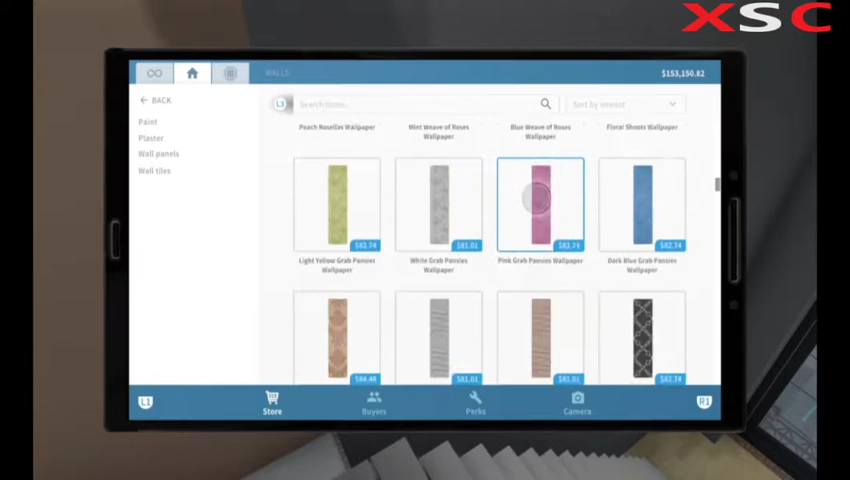 XSC
WALLS
$153,150.82
BACK
L3
Search items...
Sort by newest
Paint
Plaster
Wall panels
Wall tiles
Peach Rosellas Wallpaper
Mint Weave of Roses
Wallpaper
Blue Weave of Roses
Wallpaper
Floral Shoots Wallpaper
$82.74
$81.01
$82.74
$82.74
Light Yellow Grab Pansies
Wallpaper
White Grab Pansies
Wallpaper
Pink Grab Pansies Wallpaper
Dark Blue Grab Pansies
Wallpaper
$84.48
$81.01
$81.01
$82.74
L1
Store
Buyers
Perks
Camera
R1